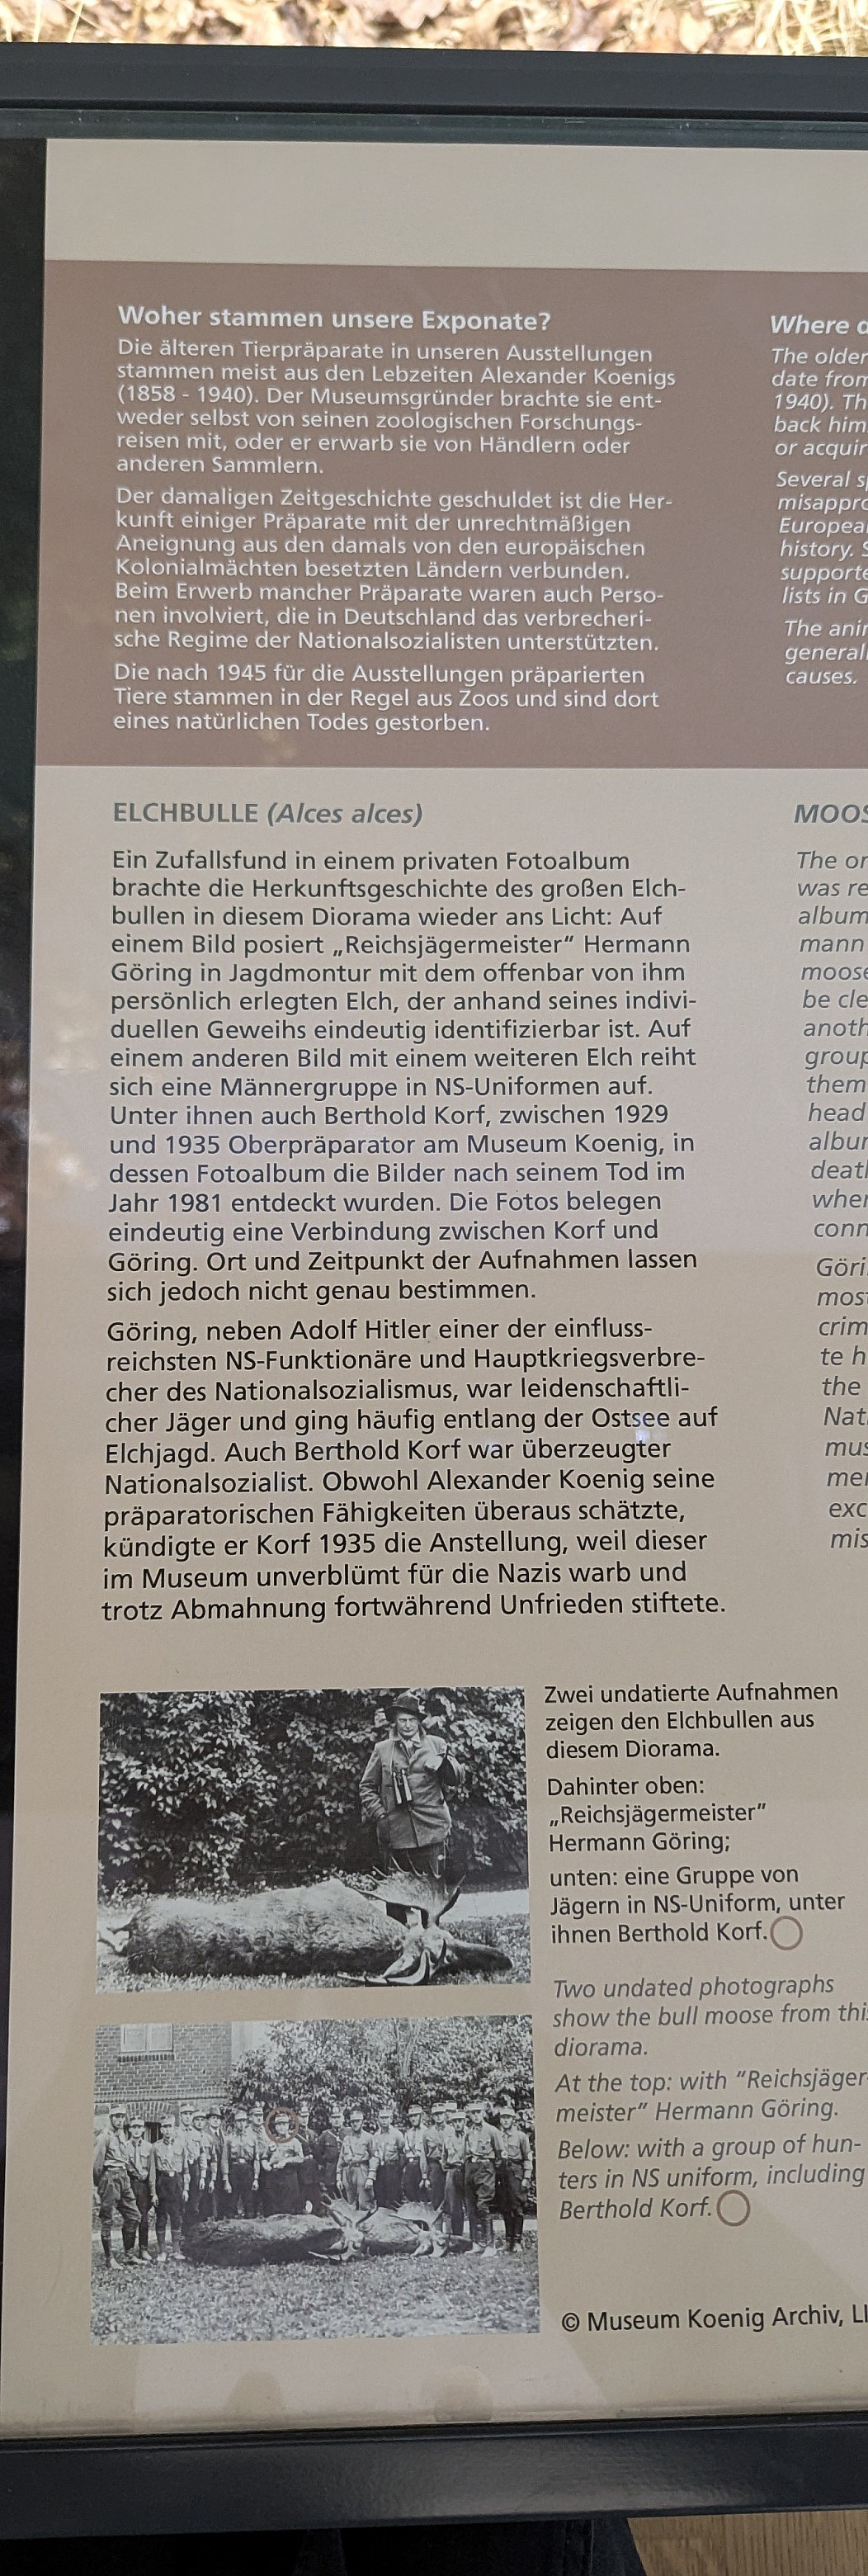 Woher stammen unsere Exponate?
Die älteren Tierpräparate in unseren Ausstellungen
stammen meist aus den Lebzeiten Alexander Koenigs
(1858 - 1940). Der Museumsgründer brachte sie ent-
weder selbst von seinen zoologischen Forschungs-
reisen mit, oder er erwarb sie von Händlern oder
anderen Sammlern.
Der damaligen Zeitgeschichte geschuldet ist die Her-
kunft einiger Präparate mit der unrechtmäßigen
Aneignung aus den damals von den europäischen
Kolonialmächten besetzten Ländern verbunden.
Beim Erwerb mancher Präparate waren auch Perso-
nen involviert, die in Deutschland das verbrecheri-
sche Regime der Nationalsozialisten unterstützten.
Die nach 1945 für die Ausstellungen präparierten
Tiere stammen in der Regel aus Zoos und sind dort
eines natürlichen Todes gestorben.
Where
The older
date from
1940). Th
back him
or acquir
Several s
misappro
European
history. S
supporte
lists in G
The anim
generall
causes.
ELCHBULLE (Alces alces)
Ein Zufallsfund in einem privaten Fotoalbum
brachte die Herkunftsgeschichte des großen Elch-
bullen in diesem Diorama wieder ans Licht: Auf
einem Bild posiert „Reichsjägermeister“ Hermann
Göring in Jagdmontur mit dem offenbar von ihm
persönlich erlegten Elch, der anhand seines indivi-
duellen Geweihs eindeutig identifizierbar ist. Auf
einem anderen Bild mit einem weiteren Elch reiht
sich eine Männergruppe in NS-Uniformen auf.
Unter ihnen auch Berthold Korf, zwischen 1929
und 1935 Oberpräparator am Museum Koenig, in
dessen Fotoalbum die Bilder nach seinem Tod im
Jahr 1981 entdeckt wurden. Die Fotos belegen
eindeutig eine Verbindung zwischen Korf und
Göring. Ort und Zeitpunkt der Aufnahmen lassen
sich jedoch nicht genau bestimmen.
Göring, neben Adolf Hitler einer der einfluss-
reichsten NS-Funktionäre und Hauptkriegsverbre-
cher des Nationalsozialismus, war leidenschaftli-
cher Jäger und ging häufig entlang der Ostsee auf
Elchjagd. Auch Berthold Korf war überzeugter
Nationalsozialist. Obwohl Alexander Koenig seine
präparatorischen Fähigkeiten überaus schätzte,
kündigte er Korf 1935 die Anstellung, weil dieser
im Museum unverblümt für die Nazis warb und
trotz Abmahnung fortwährend Unfrieden stiftete.
MOOS
The or
was re
album
mann
moose
be cle
anoth
group
them
head
albun
deatl
when
conn
Göri
most
crim
te h
the
Nat
mus
mer
exc
mis
Zwei undatierte Aufnahmen
zeigen den Elchbullen aus
diesem Diorama.
Dahinter oben:
„Reichsjägermeister“
Hermann Göring;
unten: eine Gruppe von
Jägern in NS-Uniform, unter
ihnen Berthold Korf.
Two undated photographs
show the bull moose from this
diorama.
At the top: with “Reichsjäger-
meister” Hermann Göring.
Below: with a group of hun-
ters in NS uniform, including
Berthold Korf.
© Museum Koenig Archiv,